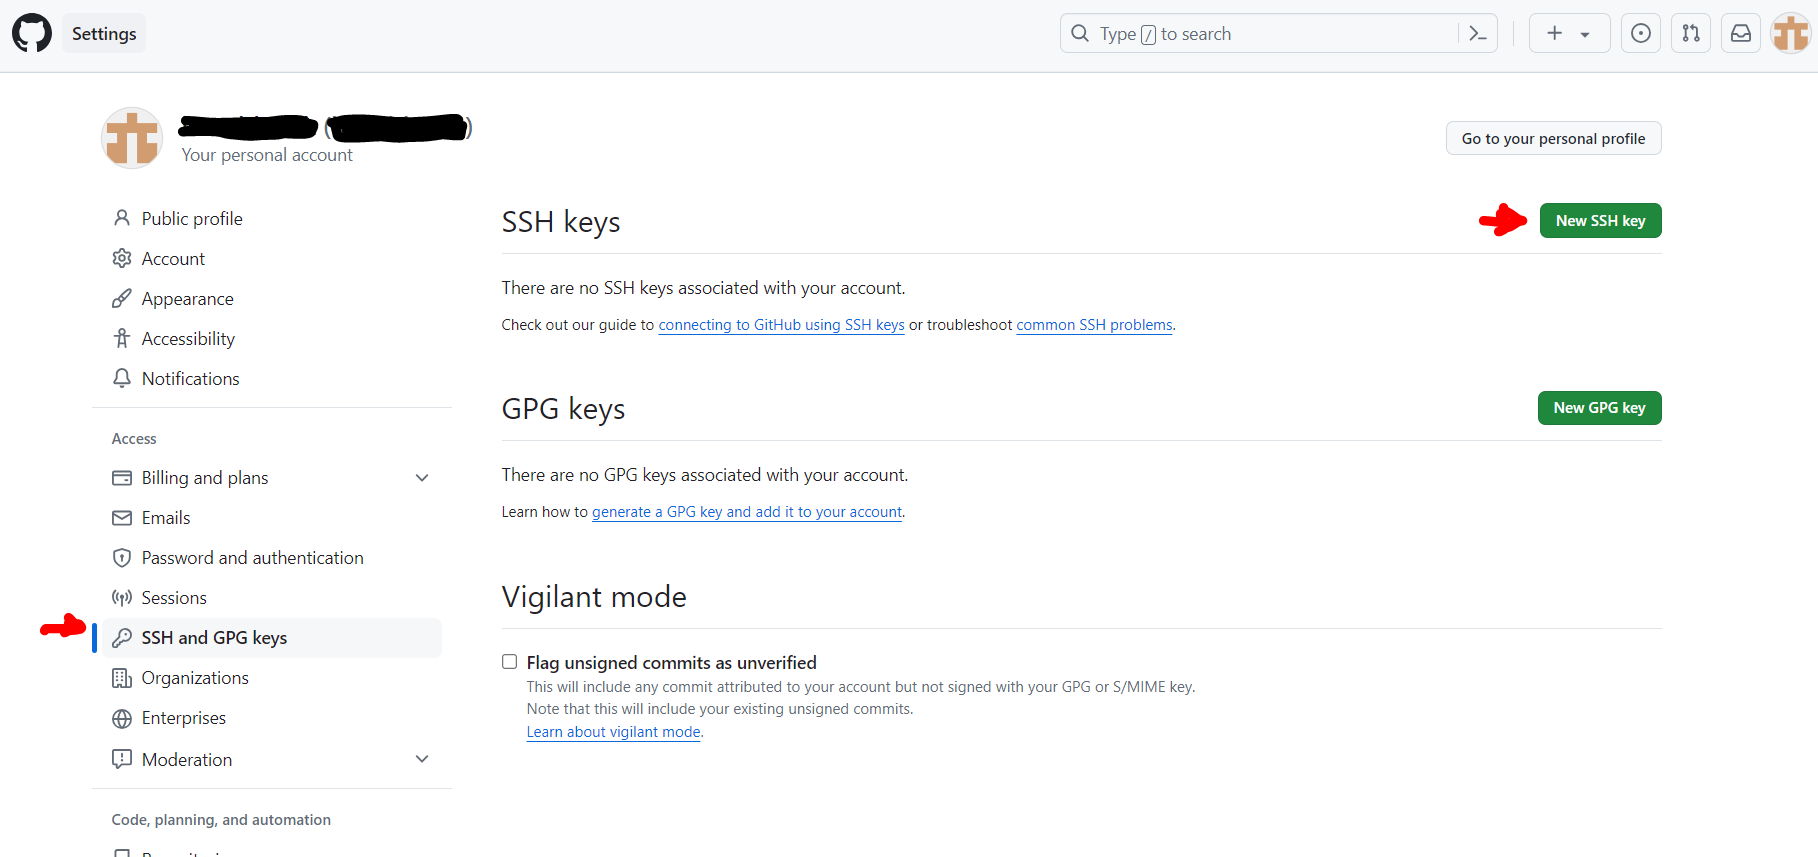 Settings
Type / to search
( )
Your personal account
Go to your personal profile
Public profile
Account
Appearance
Accessibility
Notifications
Access
Billing and plans
Emails
Password and authentication
Sessions
SSH and GPG keys
Organizations
Enterprises
Moderation
Code, planning, and automation
SSH keys
New SSH key
There are no SSH keys associated with your account.
Check out our guide to connecting to GitHub using SSH keys or troubleshoot common SSH problems.
GPG keys
New GPG key
There are no GPG keys associated with your account.
Learn how to generate a GPG key and add it to your account.
Vigilant mode
Flag unsigned commits as unverified
This will include any commit attributed to your account but not signed with your GPG or S/MIME key.
Note that this will include your existing unsigned commits.
Learn about vigilant mode.